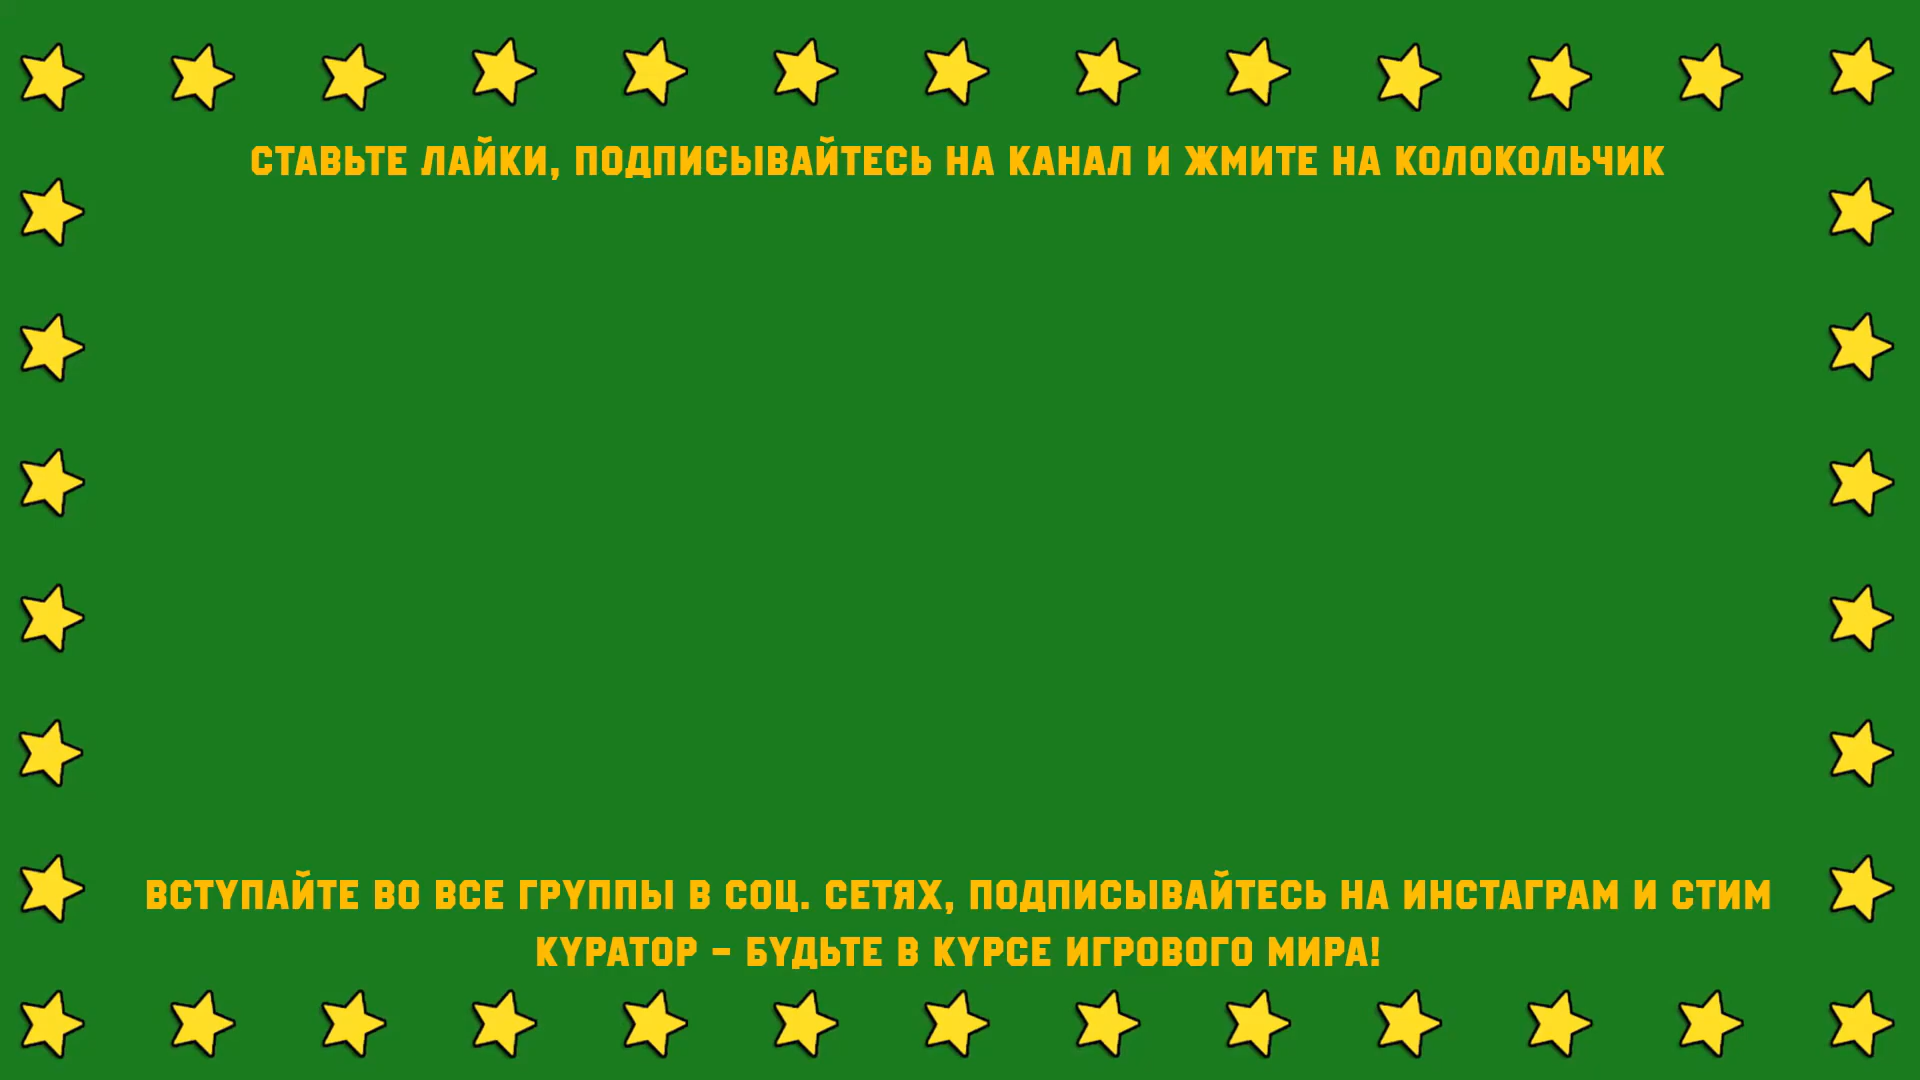 СТАВЬТЕ ЛАЙКИ, ПОДПИСЫВАЙТЕСЬ НА КАНАЛ И ЖМИТЕ НА КОЛОКОЛЬЧИК
ВСТУПАЙТЕ ВО ВСЕ ГРУППЫ В СОЦ. СЕТЯХ, ПОДПИСЫВАЙТЕСЬ НА ИНСТАГРАМ И СТИМ
КУРАТОР - БУДЬТЕ В КУРСЕ ИГРОВОГО МИРА!